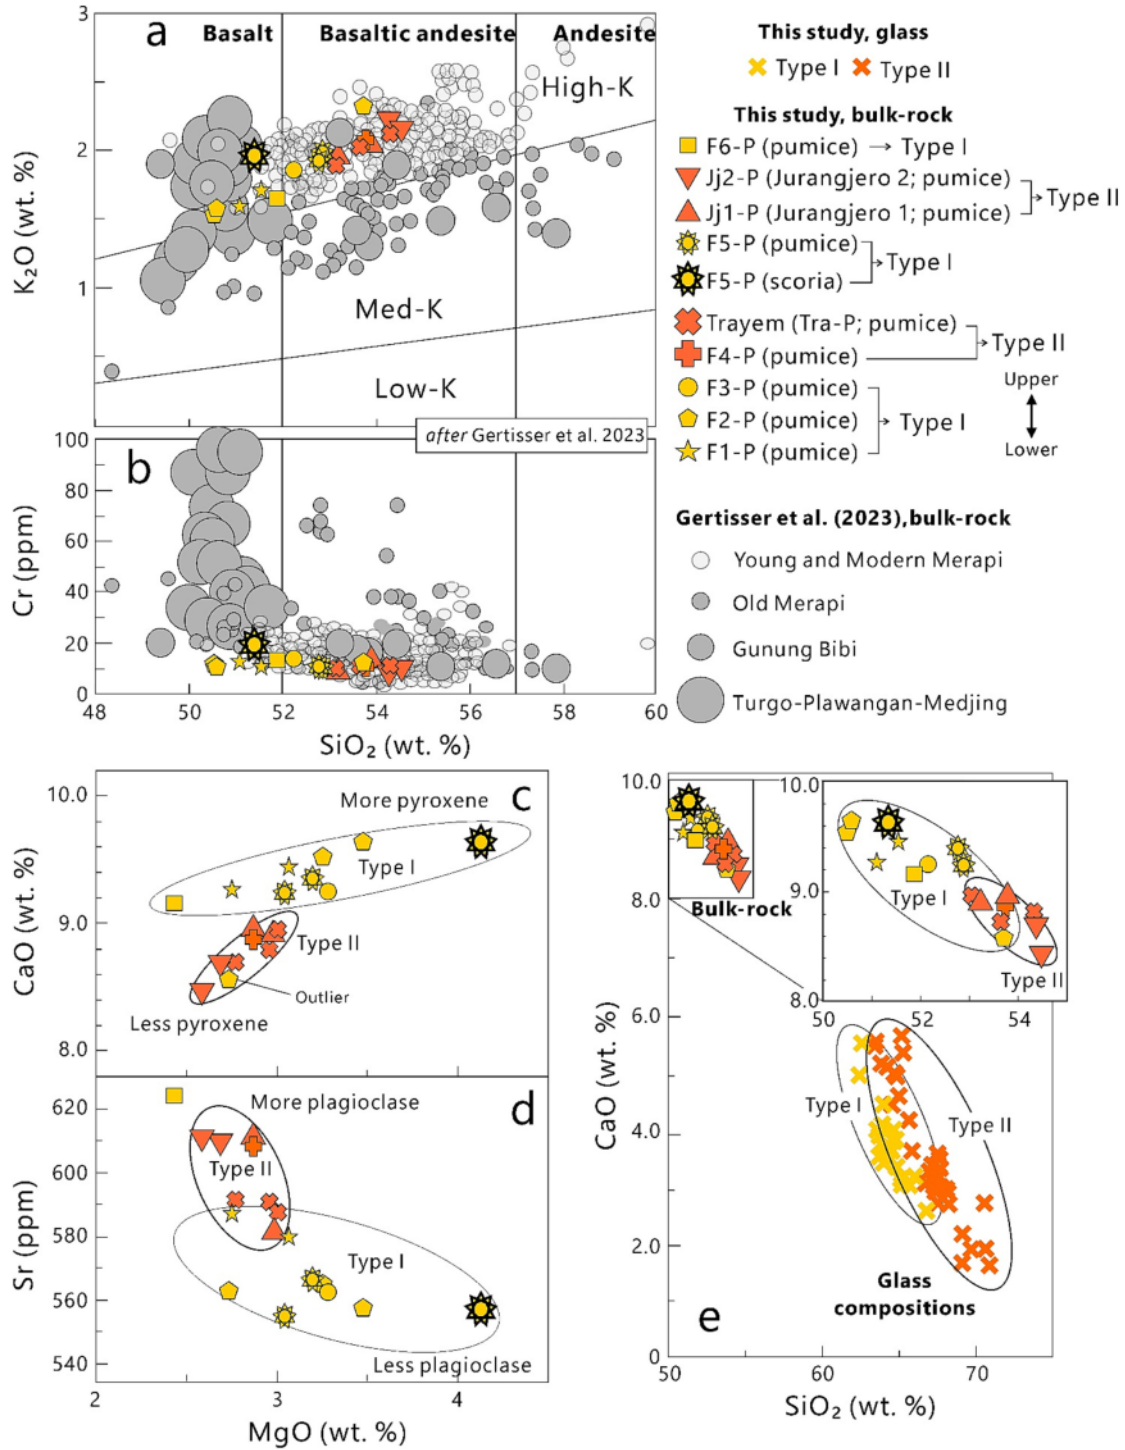 a
Basalt
Basaltic andesite
Andesite
High-K
Med-K
Low-K
3
2
1
K₂O (wt. %)
after Gertisser et al. 2023
b
100
80
60
40
20
0
Cr (ppm)
48
50
52
54
56
58
60
SiO₂ (wt. %)
This study, glass
Type I
Type II
This study, bulk-rock
F6-P (pumice) → Type I
Jj2-P (Jurangjero 2; pumice)
Jj1-P (Jurangjero 1; pumice)
Type II
F5-P (pumice)
F5-P (scoria)
Type I
Trayem (Tra-P; pumice)
F4-P (pumice)
Type II
F3-P (pumice)
F2-P (pumice)
F1-P (pumice)
Type I
Upper
Lower
Gertisser et al. (2023),bulk-rock
Young and Modern Merapi
Old Merapi
Gunung Bibi
Turgo-Plawangan-Medjing
c
10.0
9.0
8.0
CaO (wt. %)
More pyroxene
Type I
Type II
Outlier
Less pyroxene
d
620
600
580
560
540
Sr (ppm)
More plagioclase
Type II
Type I
Less plagioclase
2
3
4
MgO (wt. %)
10.0
8.0
6.0
4.0
2.0
0
CaO (wt. %)
Bulk-rock
10.0
9.0
8.0
50
52
54
Type I
Type II
Type I
Type II
Glass
compositions
e
50
60
70
SiO₂ (wt. %)